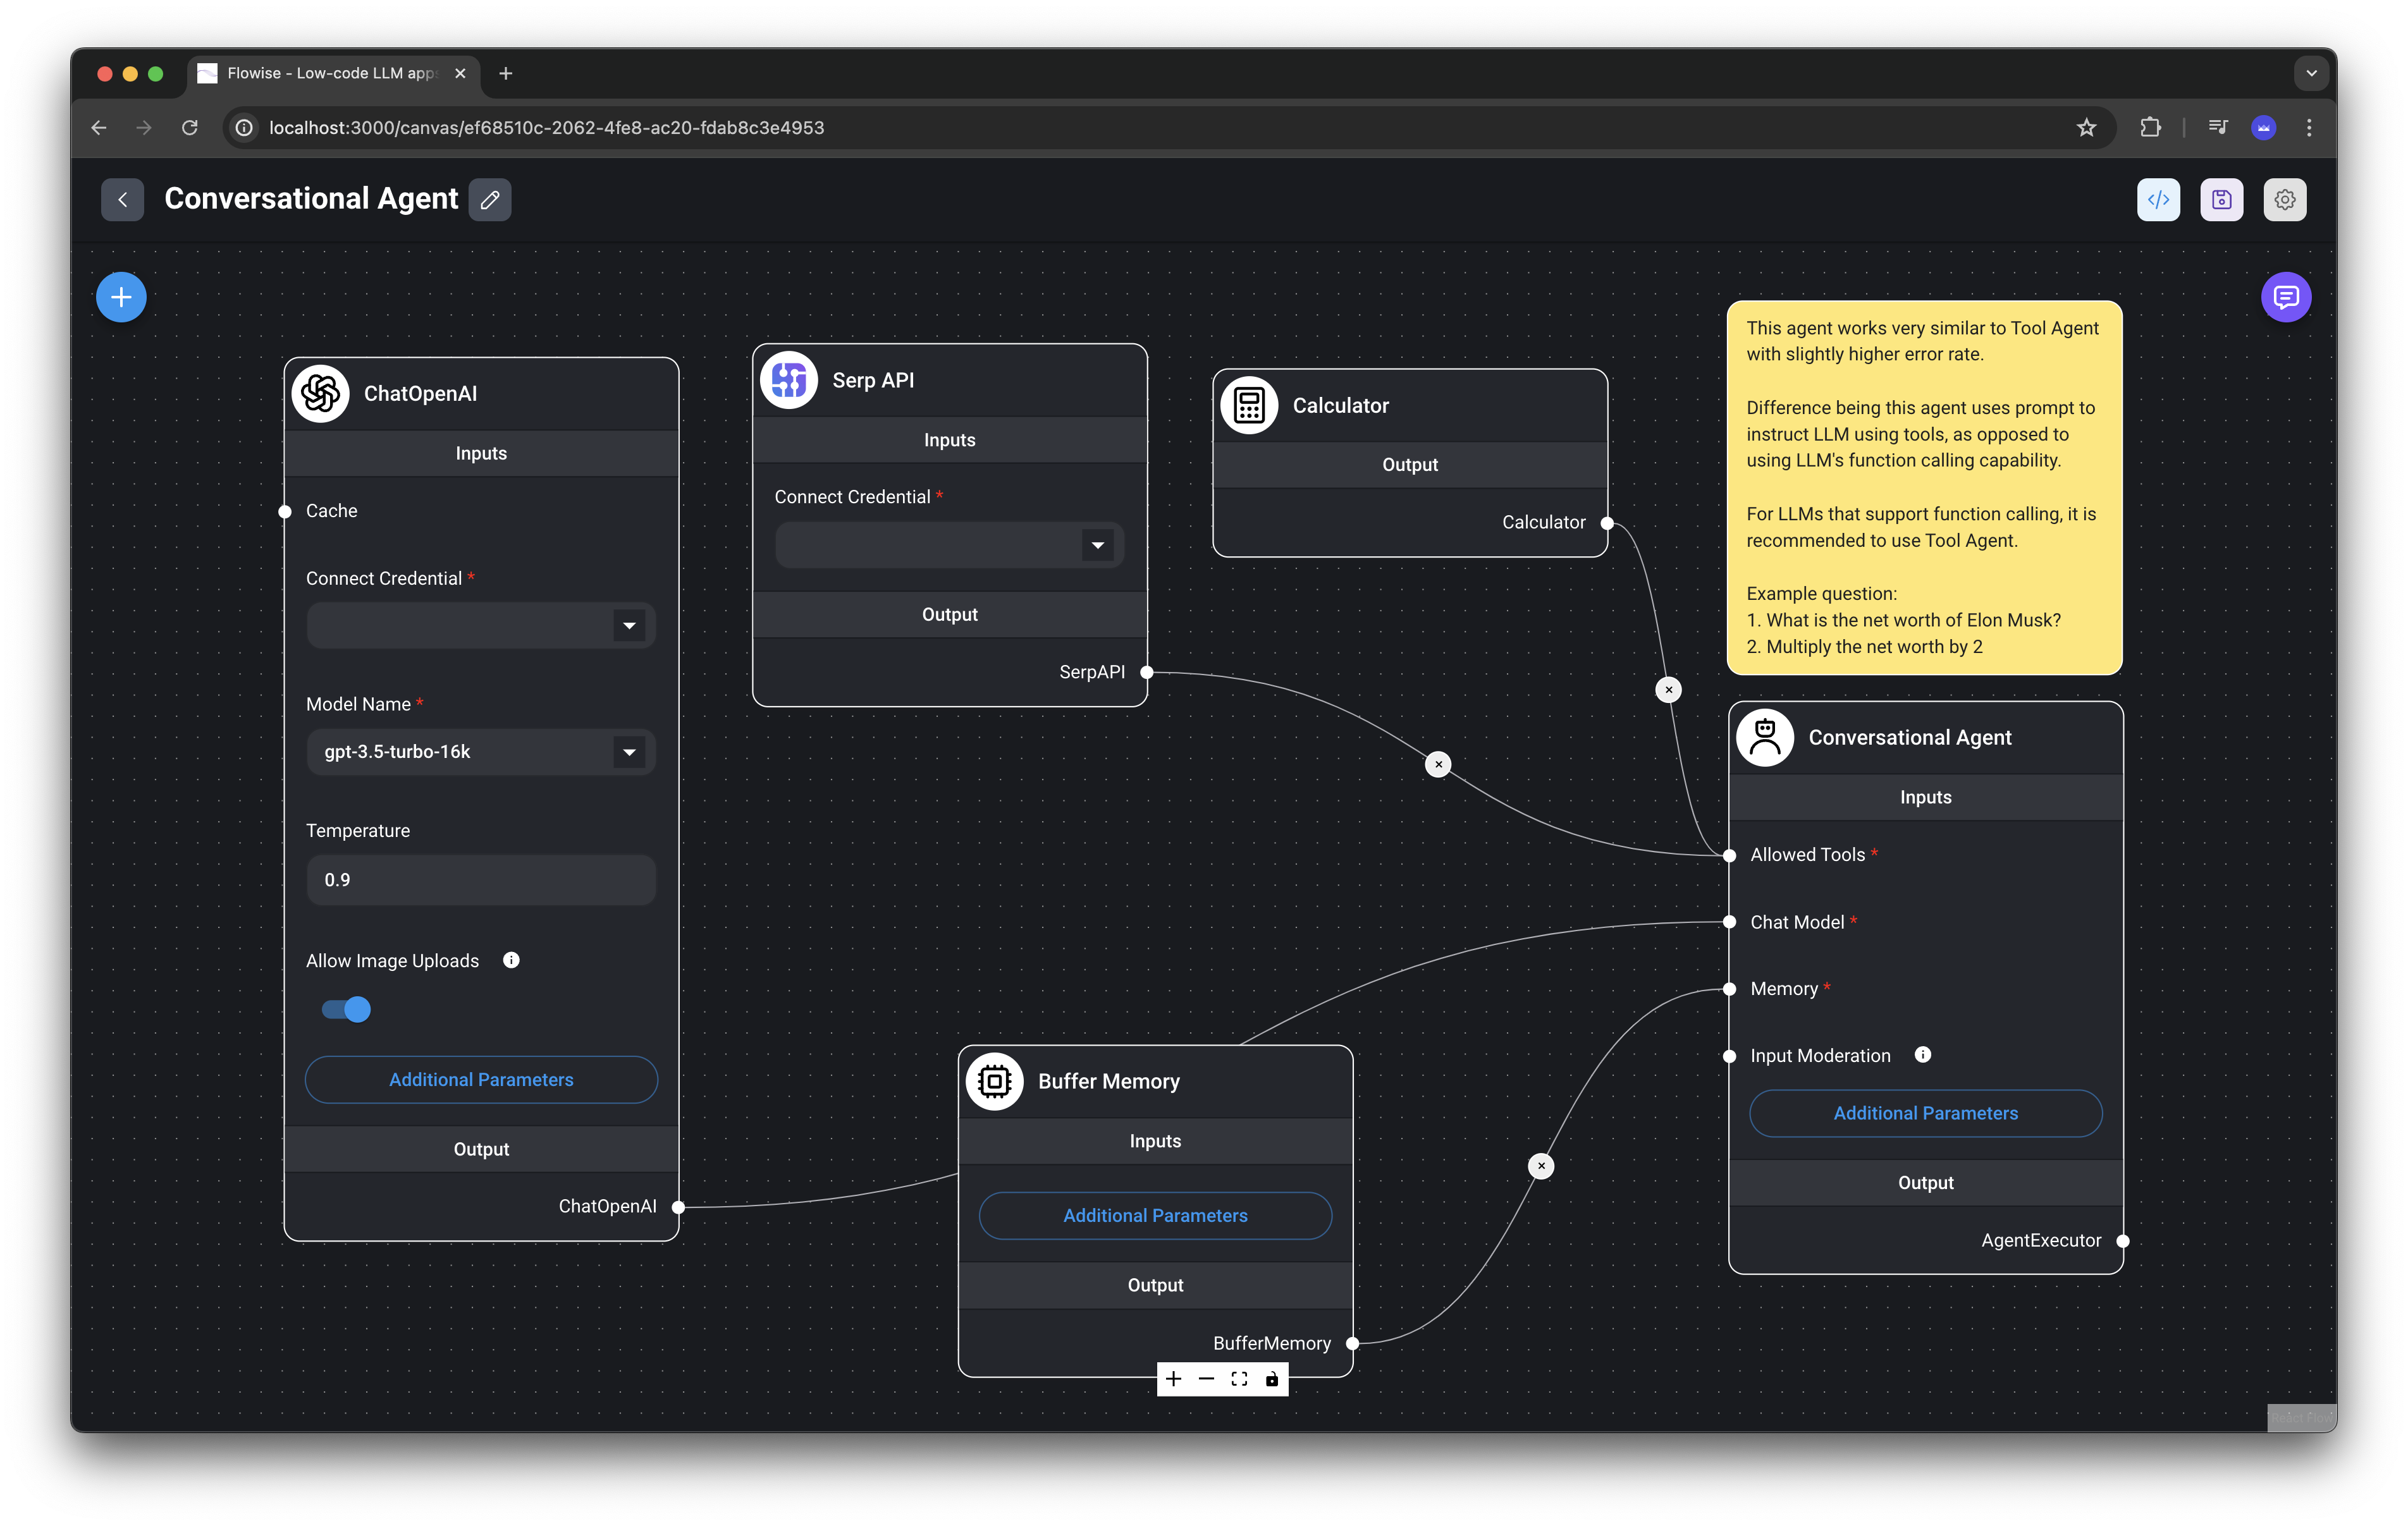 Flowise - Low-code LLM apps
localhost:3000/canvas/ef68510c-2062-4fe8-ac20-fdab8c3e4953
Conversational Agent
ChatOpenAI
Inputs
Cache
Connect Credential *
Model Name *
gpt-3.5-turbo-16k
Temperature
0.9
Allow Image Uploads
Additional Parameters
Output
ChatOpenAI
Serp API
Inputs
Connect Credential *
Output
SerpAPI
Calculator
Output
Calculator
This agent works very similar to Tool Agent
with slightly higher error rate.
Difference being this agent uses prompt to
instruct LLM using tools, as opposed to
using LLM's function calling capability.
For LLMs that support function calling, it is
recommended to use Tool Agent.
Example question:
1. What is the net worth of Elon Musk?
2. Multiply the net worth by 2
Buffer Memory
Inputs
Additional Parameters
Output
BufferMemory
Conversational Agent
Inputs
Allowed Tools *
Chat Model *
Memory *
Input Moderation
Additional Parameters
Output
AgentExecutor
React Flow